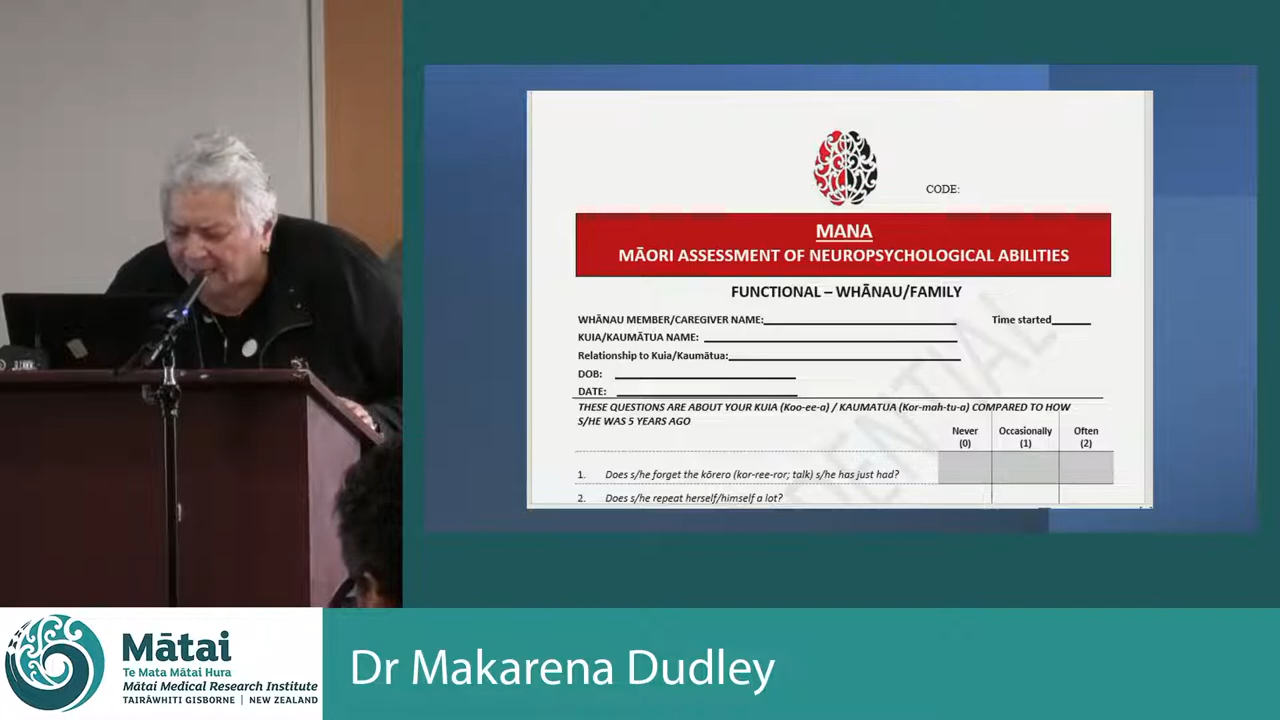 CODE:
MANA
MĀORI ASSESSMENT OF NEUROPSYCHOLOGICAL ABILITIES
FUNCTIONAL – WHĀNAU/FAMILY
WHĀNAU MEMBER/CAREGIVER NAME:
Time started
KUIA/KAUMĀTUA NAME:
Relationship to Kuia/Kaumātua:
DOB:
DATE:
THESE QUESTIONS ARE ABOUT YOUR KUIA (Koo-ee-a) / KAUMATUA (Kor-mah-tu-a) COMPARED TO HOW
S/HE WAS 5 YEARS AGO
Never
(0)
Occasionally
(1)
Often
(2)
1. Does s/he forget the kōrero (kor-ree-ror; talk) s/he has just had?
2. Does s/he repeat herself/himself a lot?
Mātai
Te Mata Mātai Hura
Mātai Medical Research Institute
TAIRĀWHITI GISBORNE | NEW ZEALAND
Dr Makarena Dudley